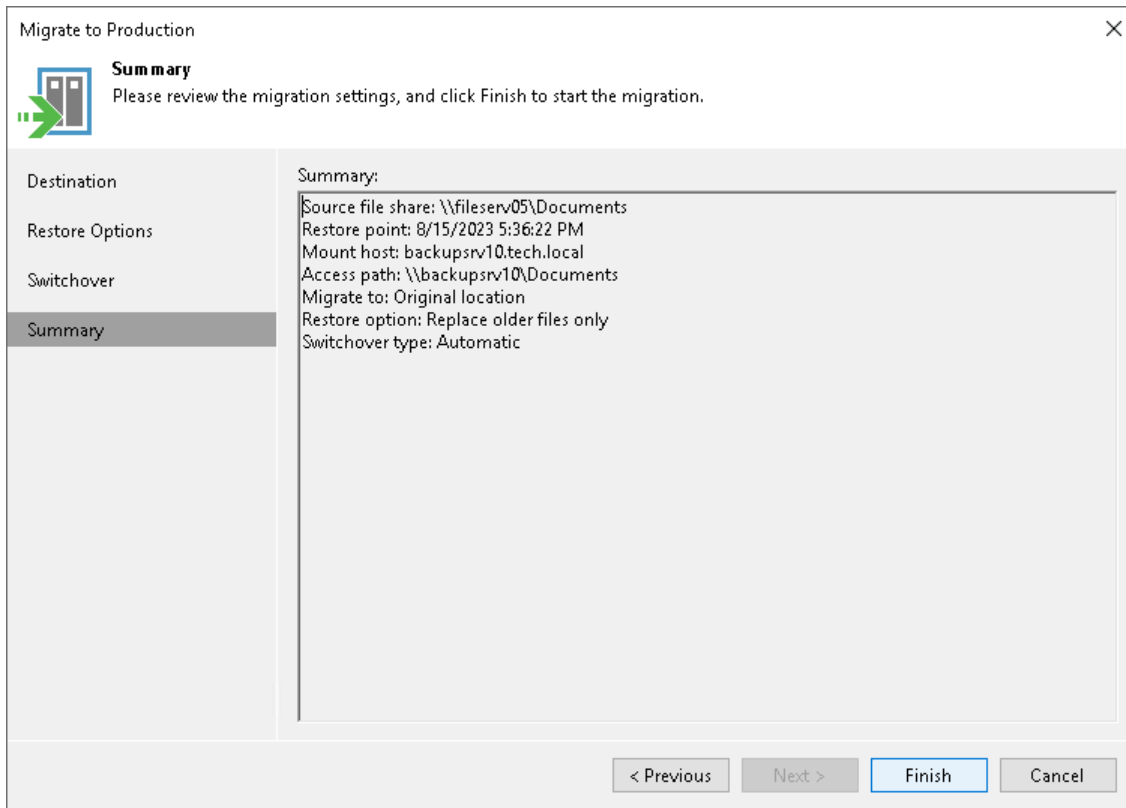 Migrate to Production
Summary
Please review the migration settings, and click Finish to start the migration.
Destination
Restore Options
Switchover
Summary
Summary:
Source file share: \\fileserv05\Documents
Restore point: 8/15/2023 5:36:22 PM
Mount host: backupsrv10.tech.local
Access path: \\backupsrv10\Documents
Migrate to: Original location
Restore option: Replace older files only
Switchover type: Automatic
< Previous
Next >
Finish
Cancel